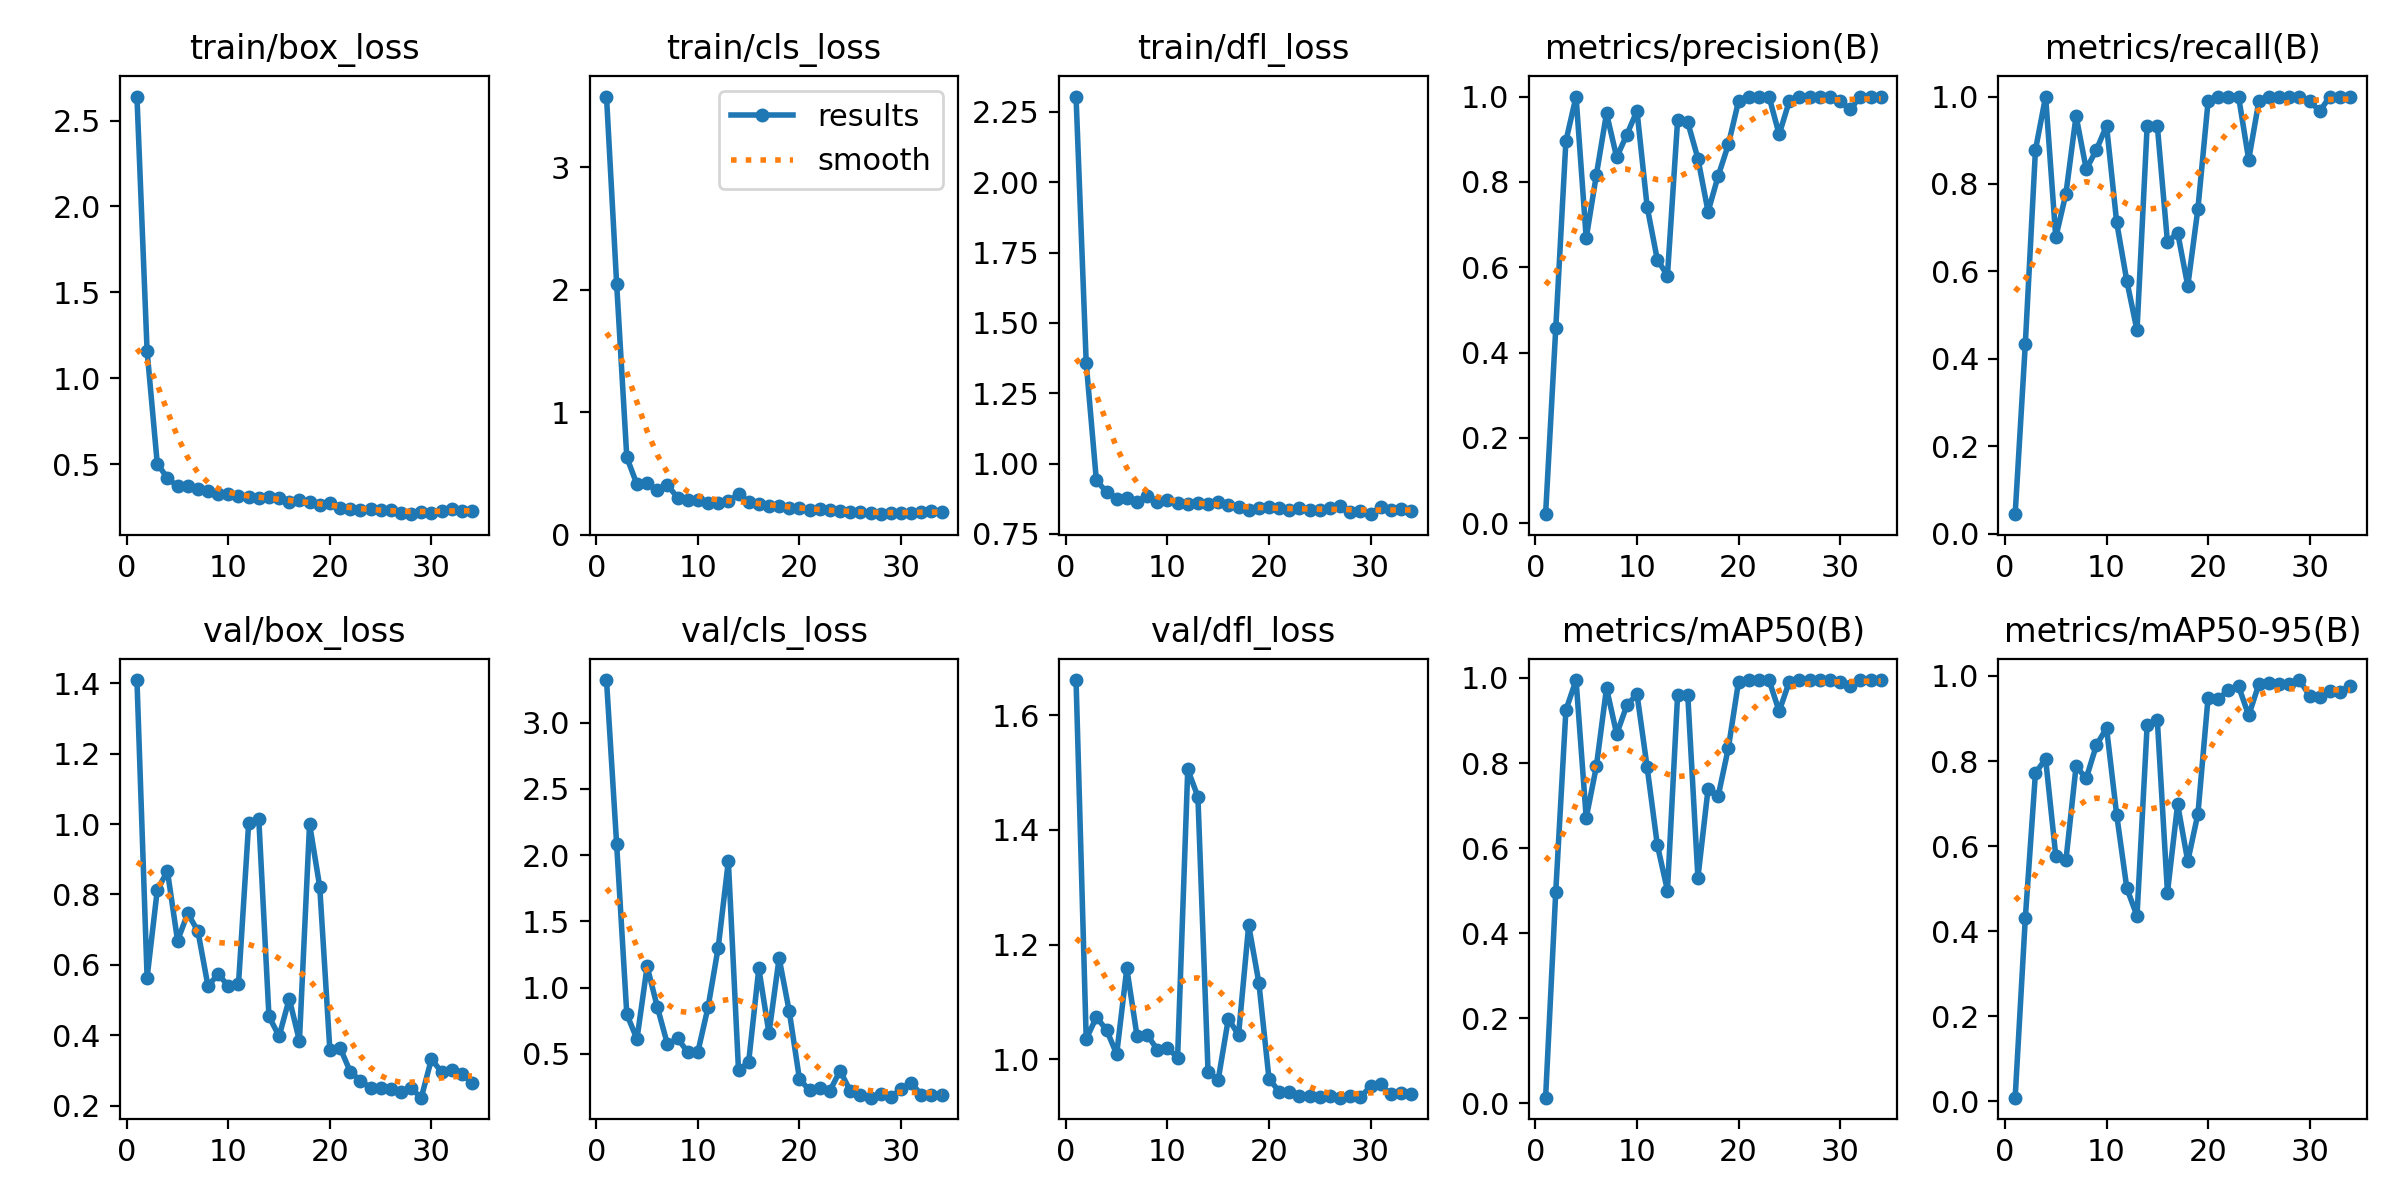 train/box_loss
2.5
2.0
1.5
1.0
0.5
0 10 20 30
train/cls_loss
results
smooth
3
2
1
0
0 10 20 30
train/dfl_loss
2.25
2.00
1.75
1.50
1.25
1.00
0.75
0 10 20 30
metrics/precision(B)
1.0
0.8
0.6
0.4
0.2
0.0
0 10 20 30
metrics/recall(B)
1.0
0.8
0.6
0.4
0.2
0.0
0 10 20 30
val/box_loss
1.4
1.2
1.0
0.8
0.6
0.4
0.2
0 10 20 30
val/cls_loss
3.0
2.5
2.0
1.5
1.0
0.5
0 10 20 30
val/dfl_loss
1.6
1.4
1.2
1.0
0 10 20 30
metrics/mAP50(B)
1.0
0.8
0.6
0.4
0.2
0.0
0 10 20 30
metrics/mAP50-95(B)
1.0
0.8
0.6
0.4
0.2
0.0
0 10 20 30